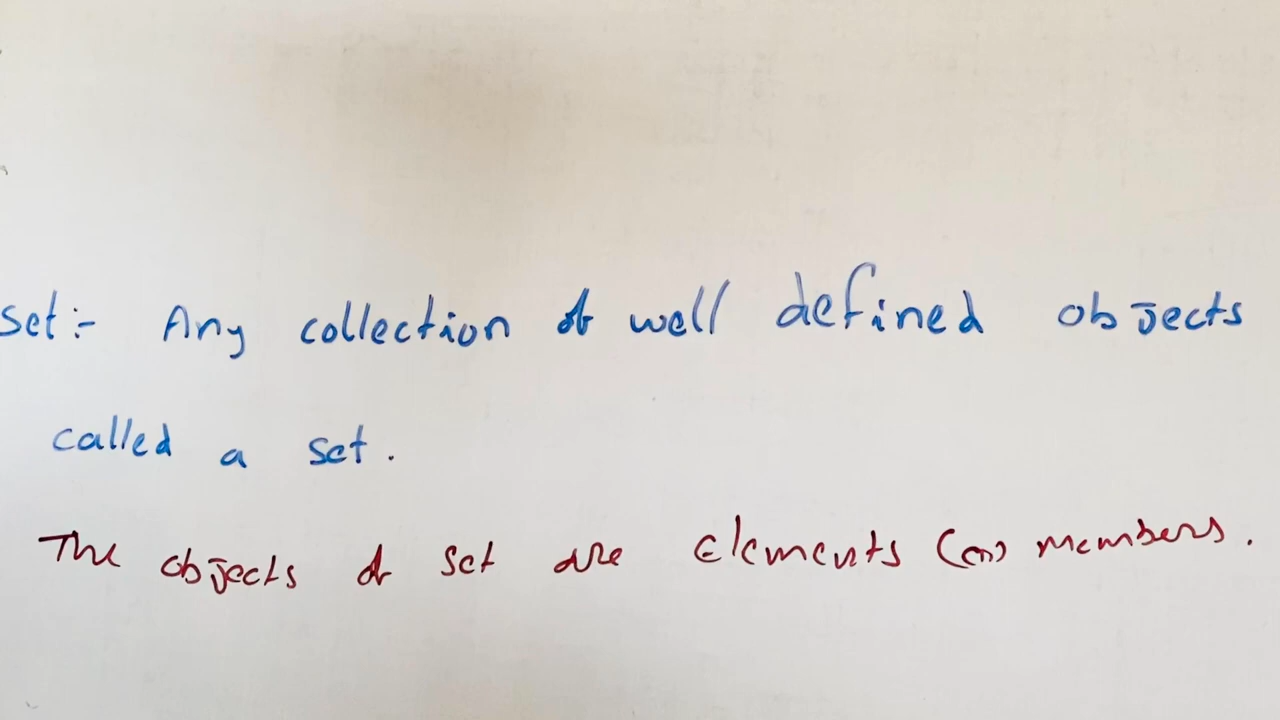 Set:- Any collection of well defined objects
called a set.
The objects of set are Elements (or) members.